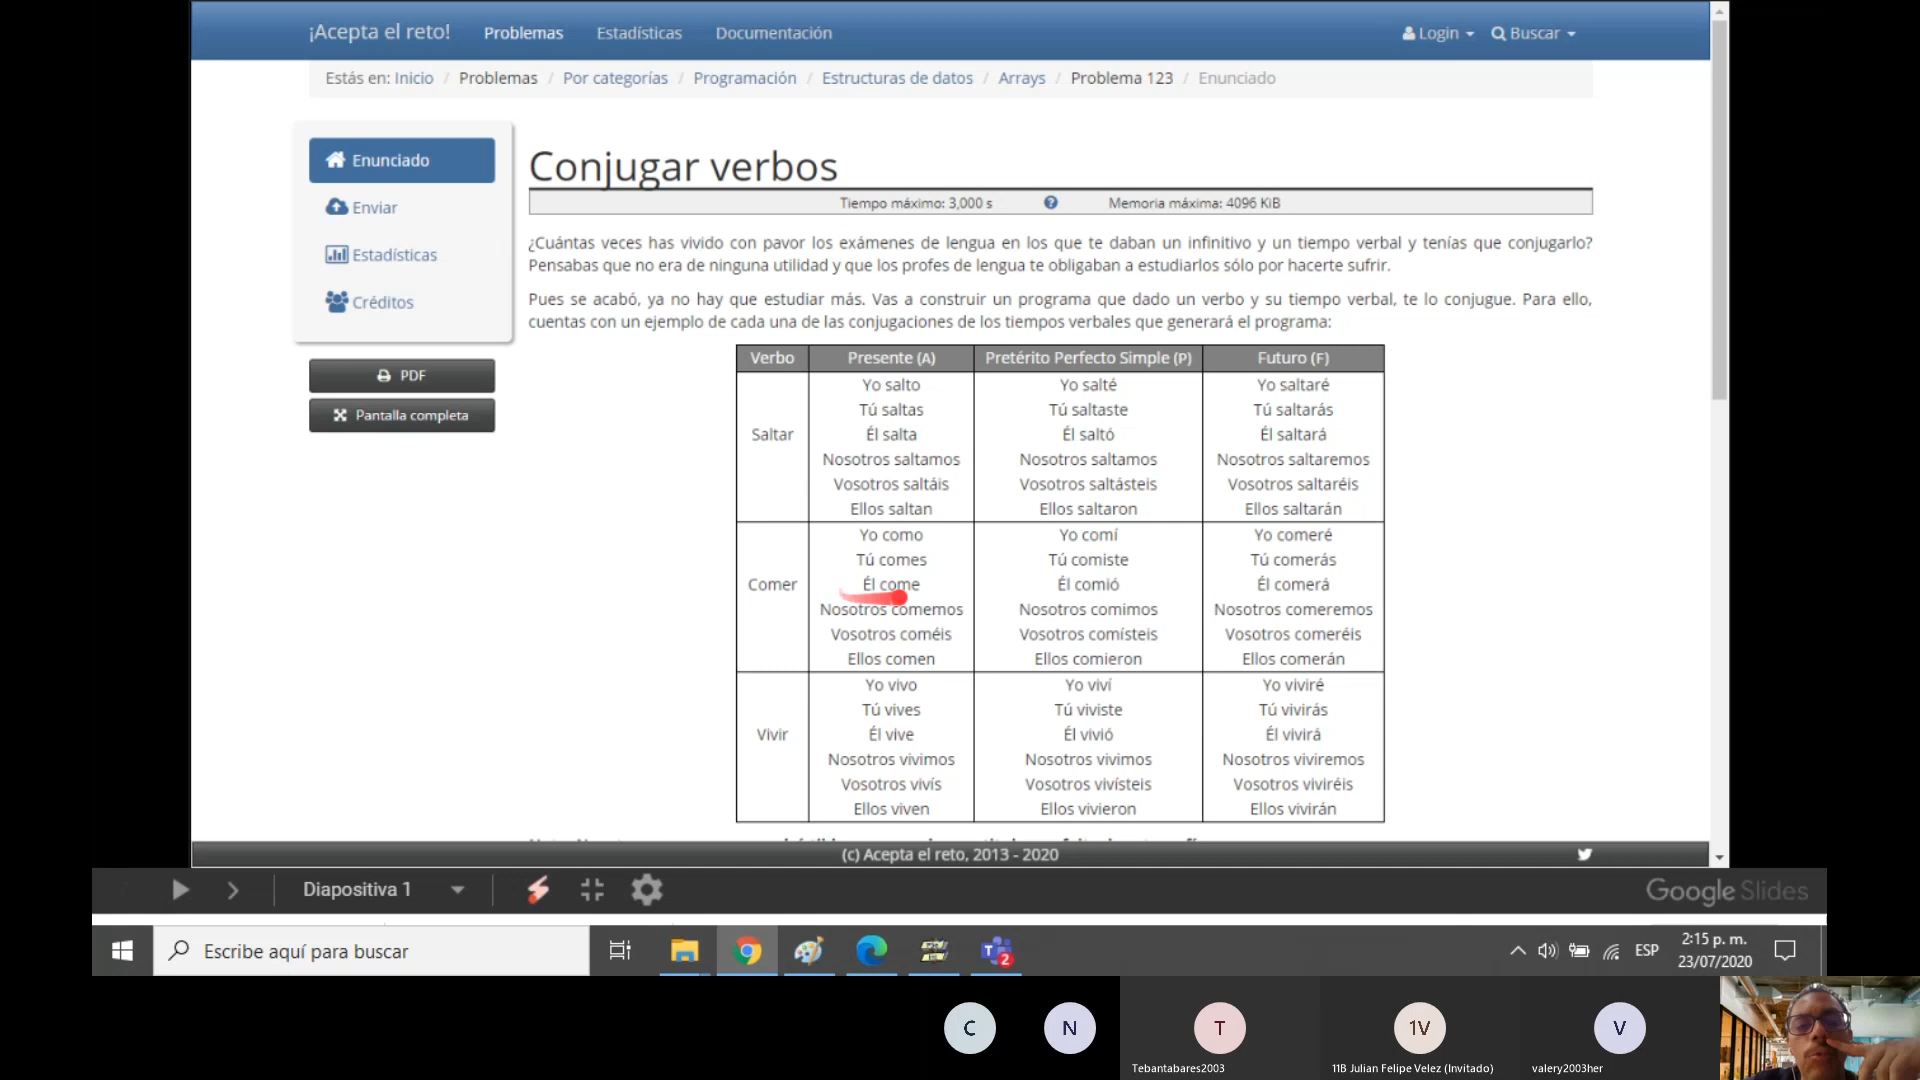 ¡Acepta el reto! Problemas Estadísticas Documentación Login Buscar
Estás en: Inicio / Problemas / Por categorías / Programación / Estructuras de datos / Arrays / Problema 123 / Enunciado
Enunciado
Enviar
Estadísticas
Créditos
PDF
Pantalla completa
Conjugar verbos
Tiempo máximo: 3,000 s Memoria máxima: 4096 KiB
¿Cuántas veces has vivido con pavor los exámenes de lengua en los que te daban un infinitivo y un tiempo verbal y tenías que conjugarlo?
Pensabas que no era de ninguna utilidad y que los profes de lengua te obligaban a estudiarlos sólo por hacerte sufrir.
Pues se acabó, ya no hay que estudiar más. Vas a construir un programa que dado un verbo y su tiempo verbal, te lo conjugue. Para ello,
cuentas con un ejemplo de cada una de las conjugaciones de los tiempos verbales que generará el programa:
Verbo Presente (A) Pretérito Perfecto Simple (P) Futuro (F)
Yo salto Yo salté Yo saltaré
Tú saltas Tú saltaste Tú saltarás
Saltar Él salta Él saltó Él saltará
Nosotros saltamos Nosotros saltamos Nosotros saltaremos
Vosotros saltáis Vosotros saltásteis Vosotros saltaréis
Ellos saltan Ellos saltaron Ellos saltarán
Yo como Yo comí Yo comeré
Tú comes Tú comiste Tú comerás
Comer Él come Él comió Él comerá
Nosotros comemos Nosotros comimos Nosotros comeremos
Vosotros coméis Vosotros comísteis Vosotros comeréis
Ellos comen Ellos comieron Ellos comerán
Yo vivo Yo viví Yo viviré
Tú vives Tú viviste Tú vivirás
Vivir Él vive Él vivió Él vivirá
Nosotros vivimos Nosotros vivimos Nosotros viviremos
Vosotros vivís Vosotros vivísteis Vosotros viviréis
Ellos viven Ellos vivieron Ellos vivirán
(c) Acepta el reto, 2013 - 2020
Diapositiva 1
Google Slides
Escribe aquí para buscar
T 2
ESP
2:15 p. m.
23/07/2020
C N T 1V V
Tebantabares2003 11B Julian Felipe Velez (Invitado) valery2003her